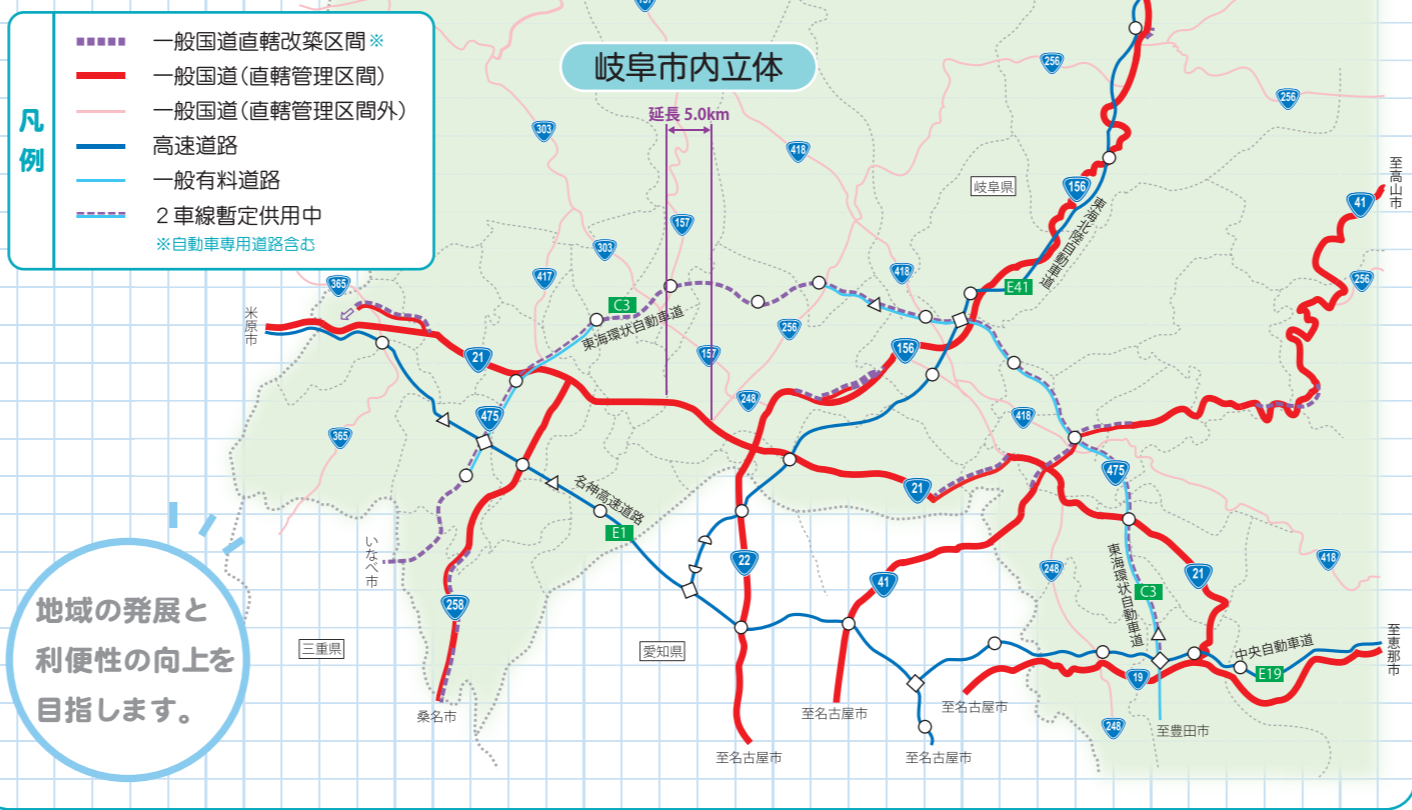 凡例
一般国道直轄改築区間※
一般国道(直轄管理区間)
一般国道(直轄管理区間外)
高速道路
一般有料道路
２車線暫定供用中
※自動車専用道路含む
157
岐阜市内立体
延長 5.0km
256
256
303
418
岐阜県
156
至高山市
41
東海北陸自動車道
157
303
417
418
256
365
E41
C3
東海環状自動車道
米原市
256
156
157
21
248
418
475
365
475
21
名神高速道路
E1
いなべ市
22
41
東海環状自動車道
248
21
418
C3
258
地域の発展と
利便性の向上を
目指します。
三重県
愛知県
至恵那市
中央自動車道
E19
19
桑名市
至名古屋市
至名古屋市
248
至豊田市
至名古屋市
至名古屋市